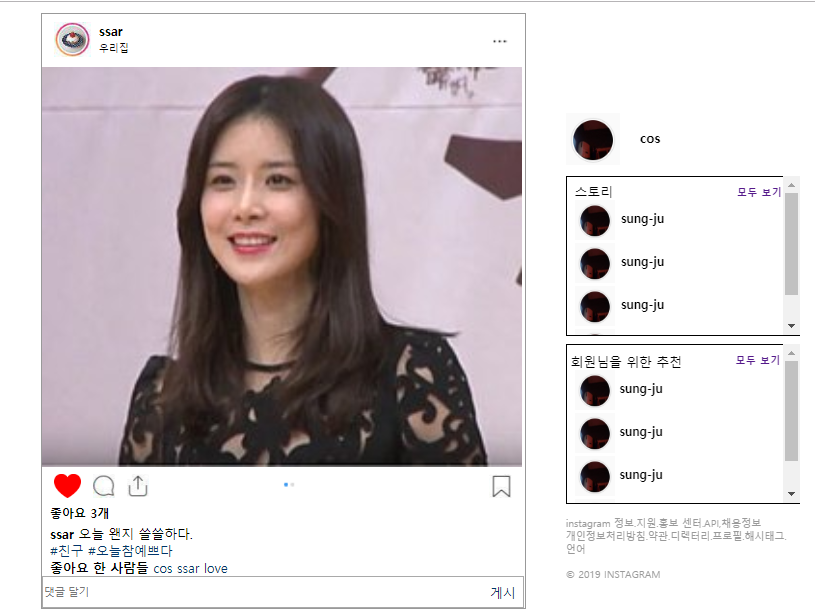 ssar
우리집
좋아요 3개
ssar 오늘 왠지 쓸쓸하다.
#친구 #오늘참예쁘다
좋아요 한 사람들 cos ssar love
댓글 달기 게시
cos
스토리 모두 보기
sung-ju
sung-ju
sung-ju
회원님을 위한 추천 모두 보기
sung-ju
sung-ju
sung-ju
instagram 정보.지원.홍보 센터.API.채용정보
개인정보처리방침.약관.디렉터리.프로필.해시태그.
언어
© 2019 INSTAGRAM